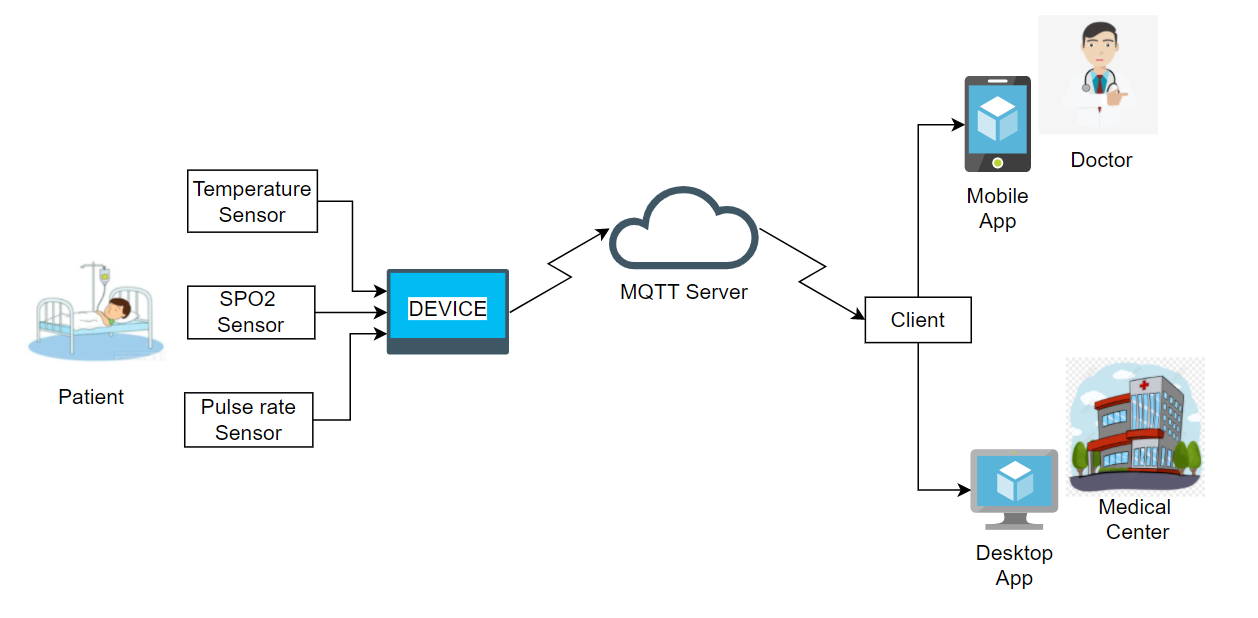 Temperature
Sensor
SPO2
Sensor
Pulse rate
Sensor
Patient
DEVICE
MQTT Server
Client
Mobile
App
Doctor
Desktop
App
Medical
Center